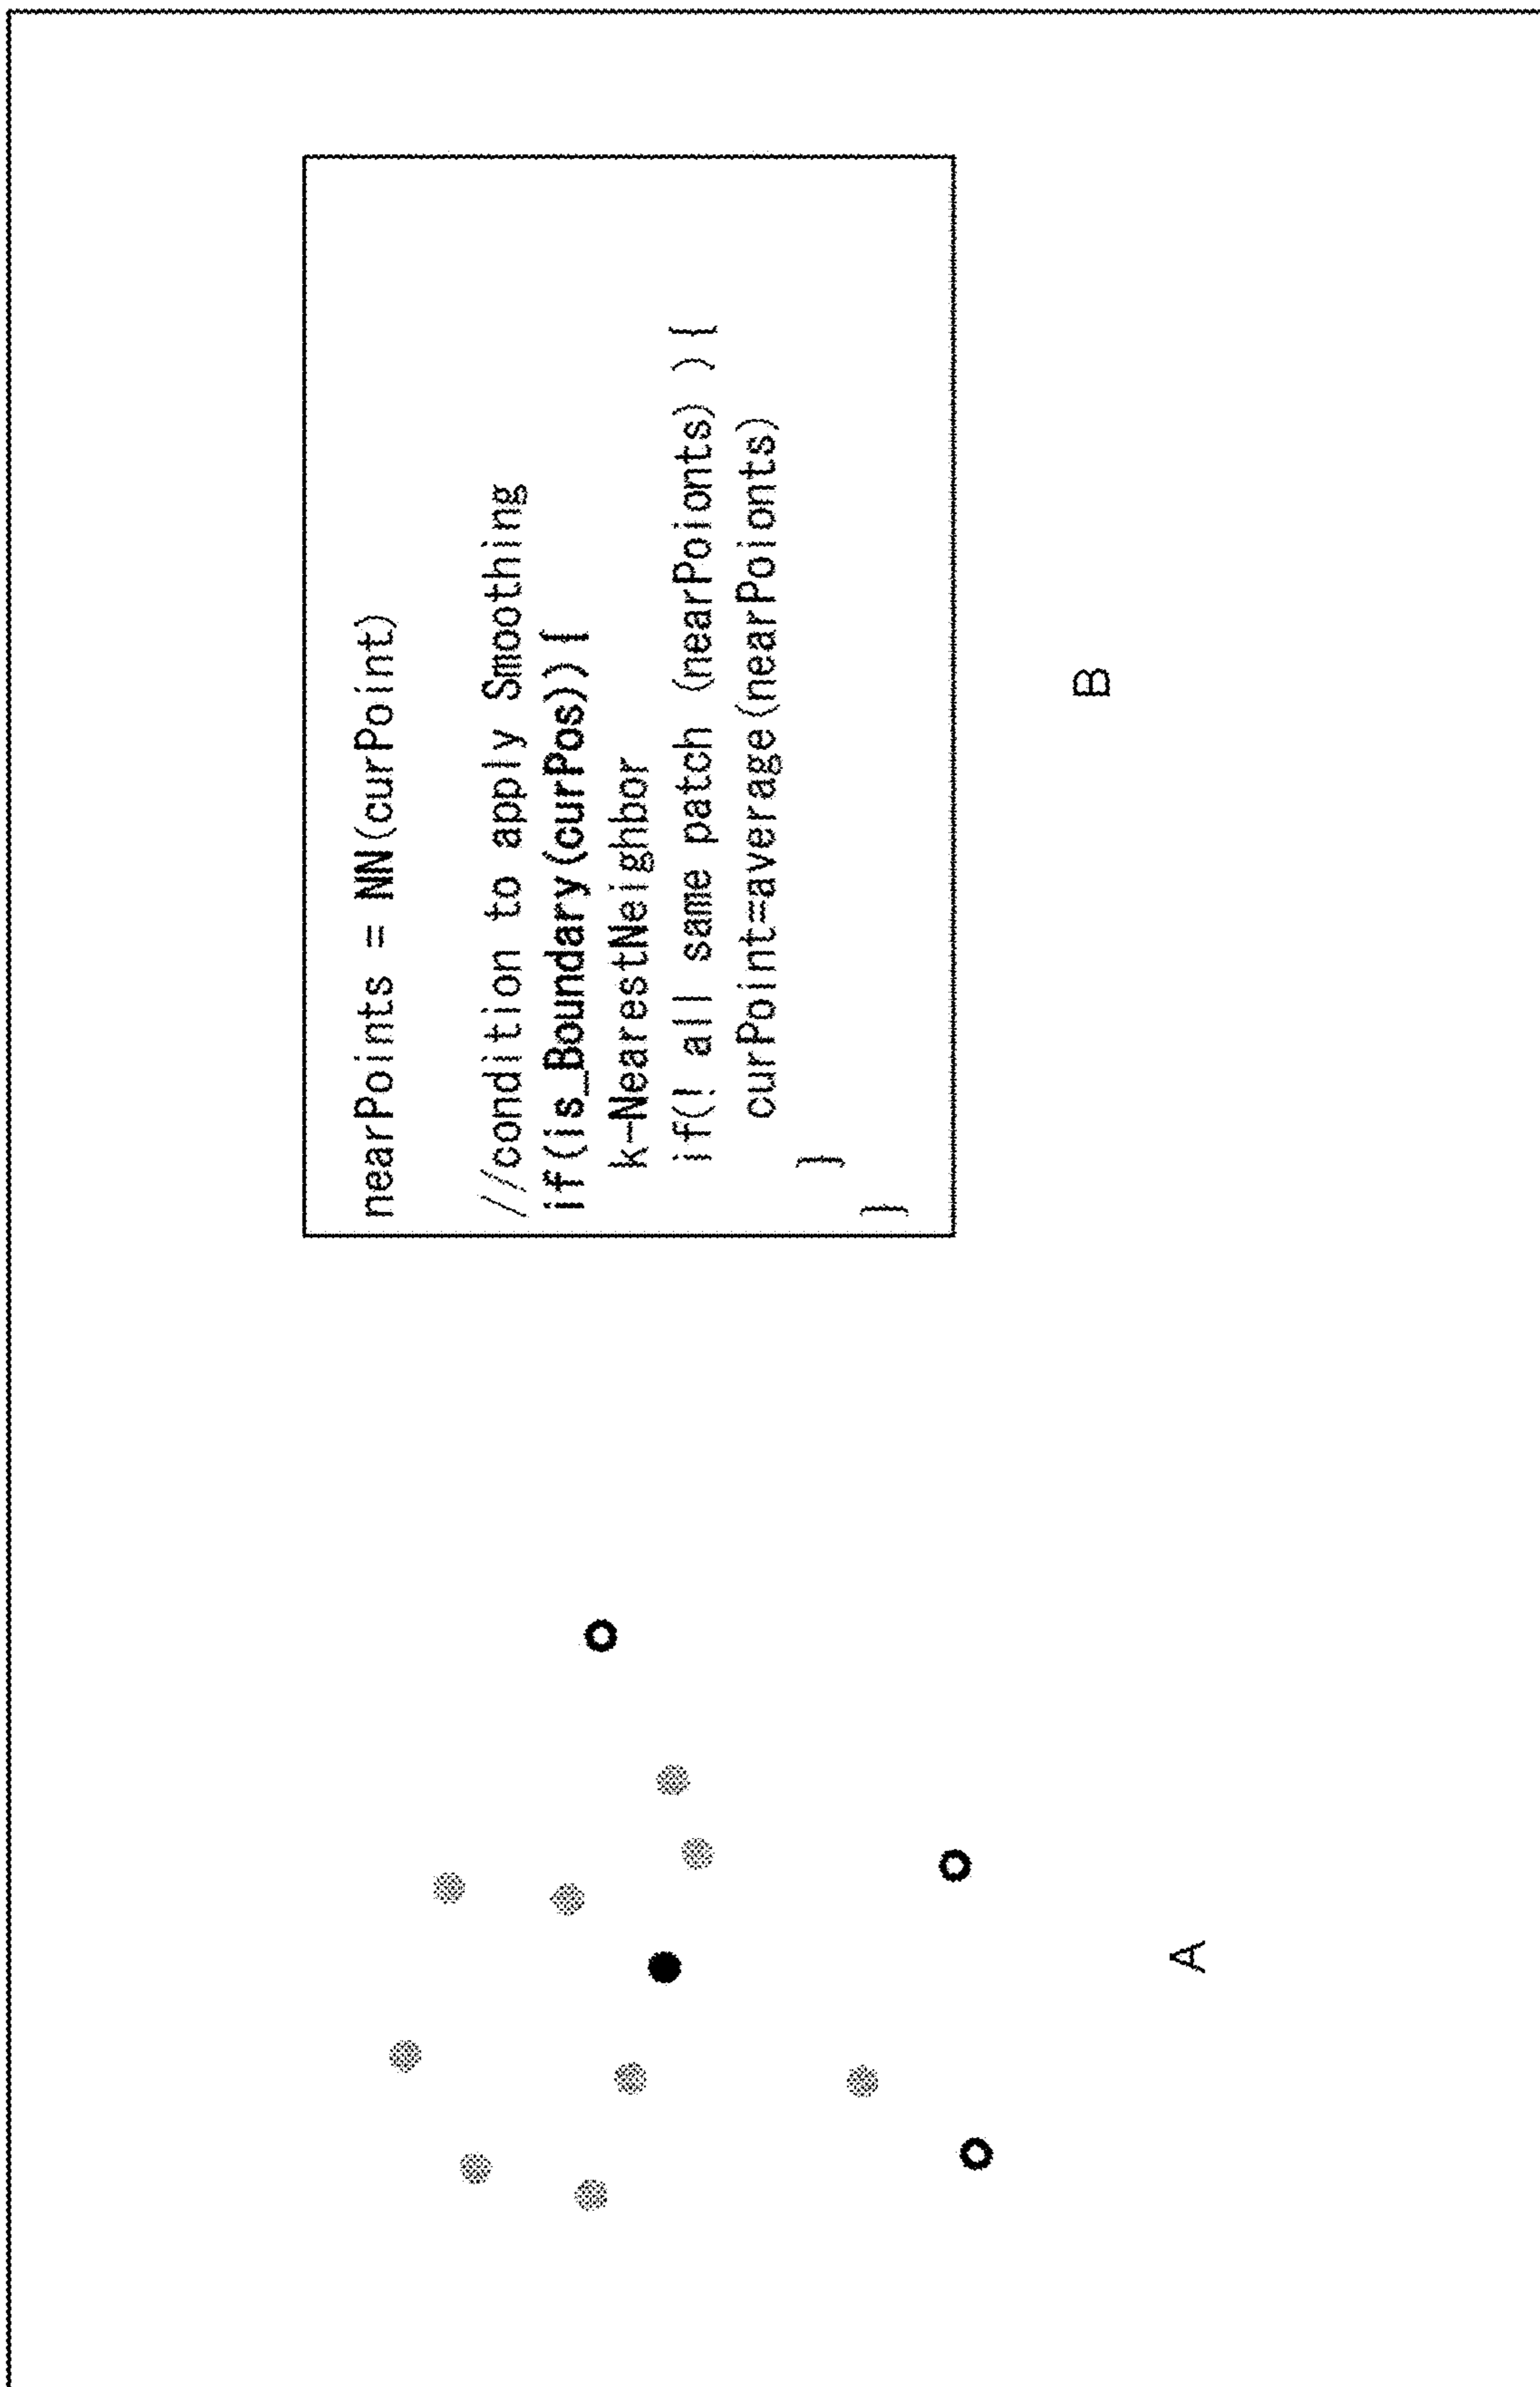 nearPoints = NN(curPoint)
//condition to apply Smoothing
if(is_Boundary(curPos)){
k-NearestNeighbor
if(! all same patch (nearPoionts) ){
curPoint=average(nearPoionts)
}
}
A
B